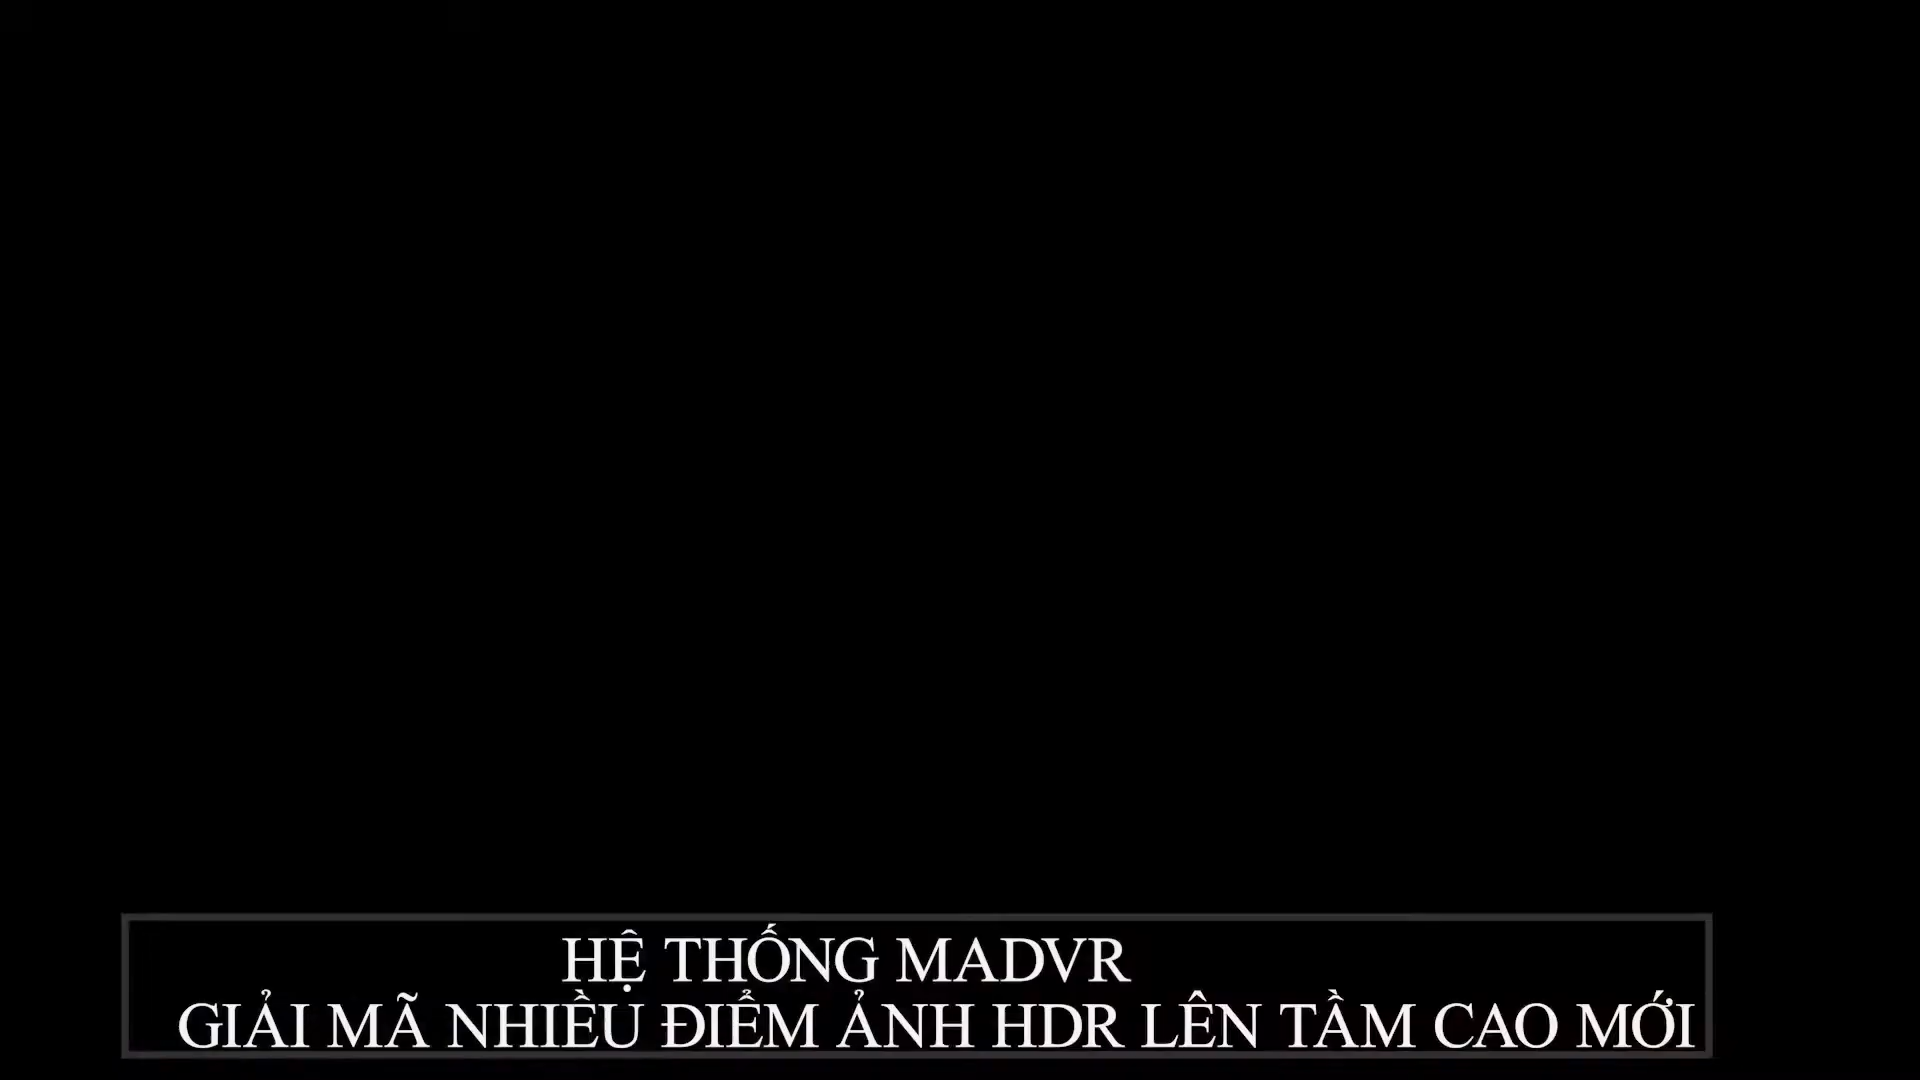 HỆ THỐNG MADVR
GIẢI MÃ NHIỀU ĐIỂM ẢNH HDR LÊN TẦM CAO MỚI